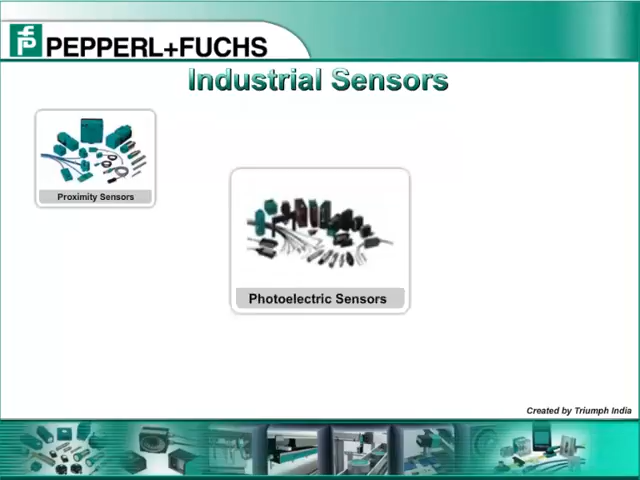 PEPPERL+FUCHS
Industrial Sensors
Proximity Sensors
Photoelectric Sensors
Created by Triumph India